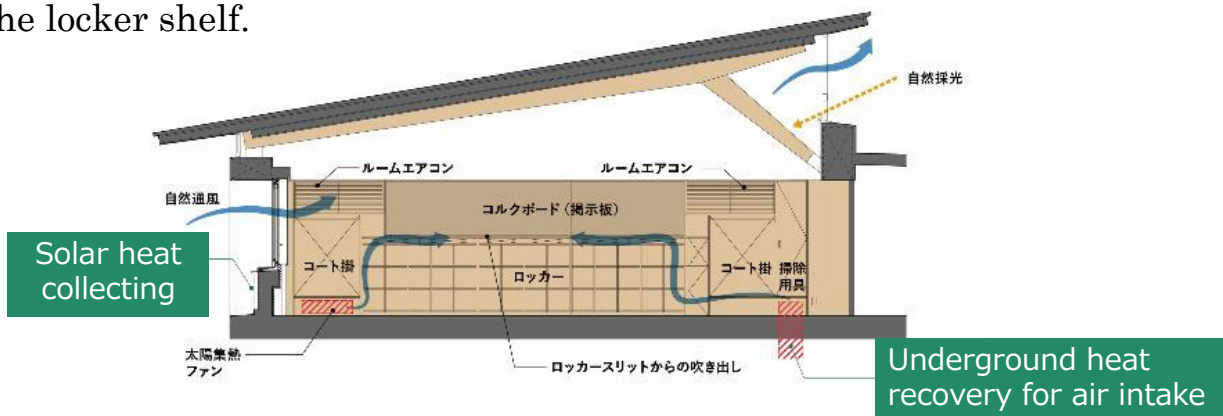 he locker shelf.
自然採光
ルームエアコン
ルームエアコン
自然通風
コルクボード（掲示板）
Solar heat
collecting
コート掛
ロッカー
コート掛
掃除
用具
太陽集熱
ファン
ロッカースリットからの吹き出し
Underground heat
recovery for air intake